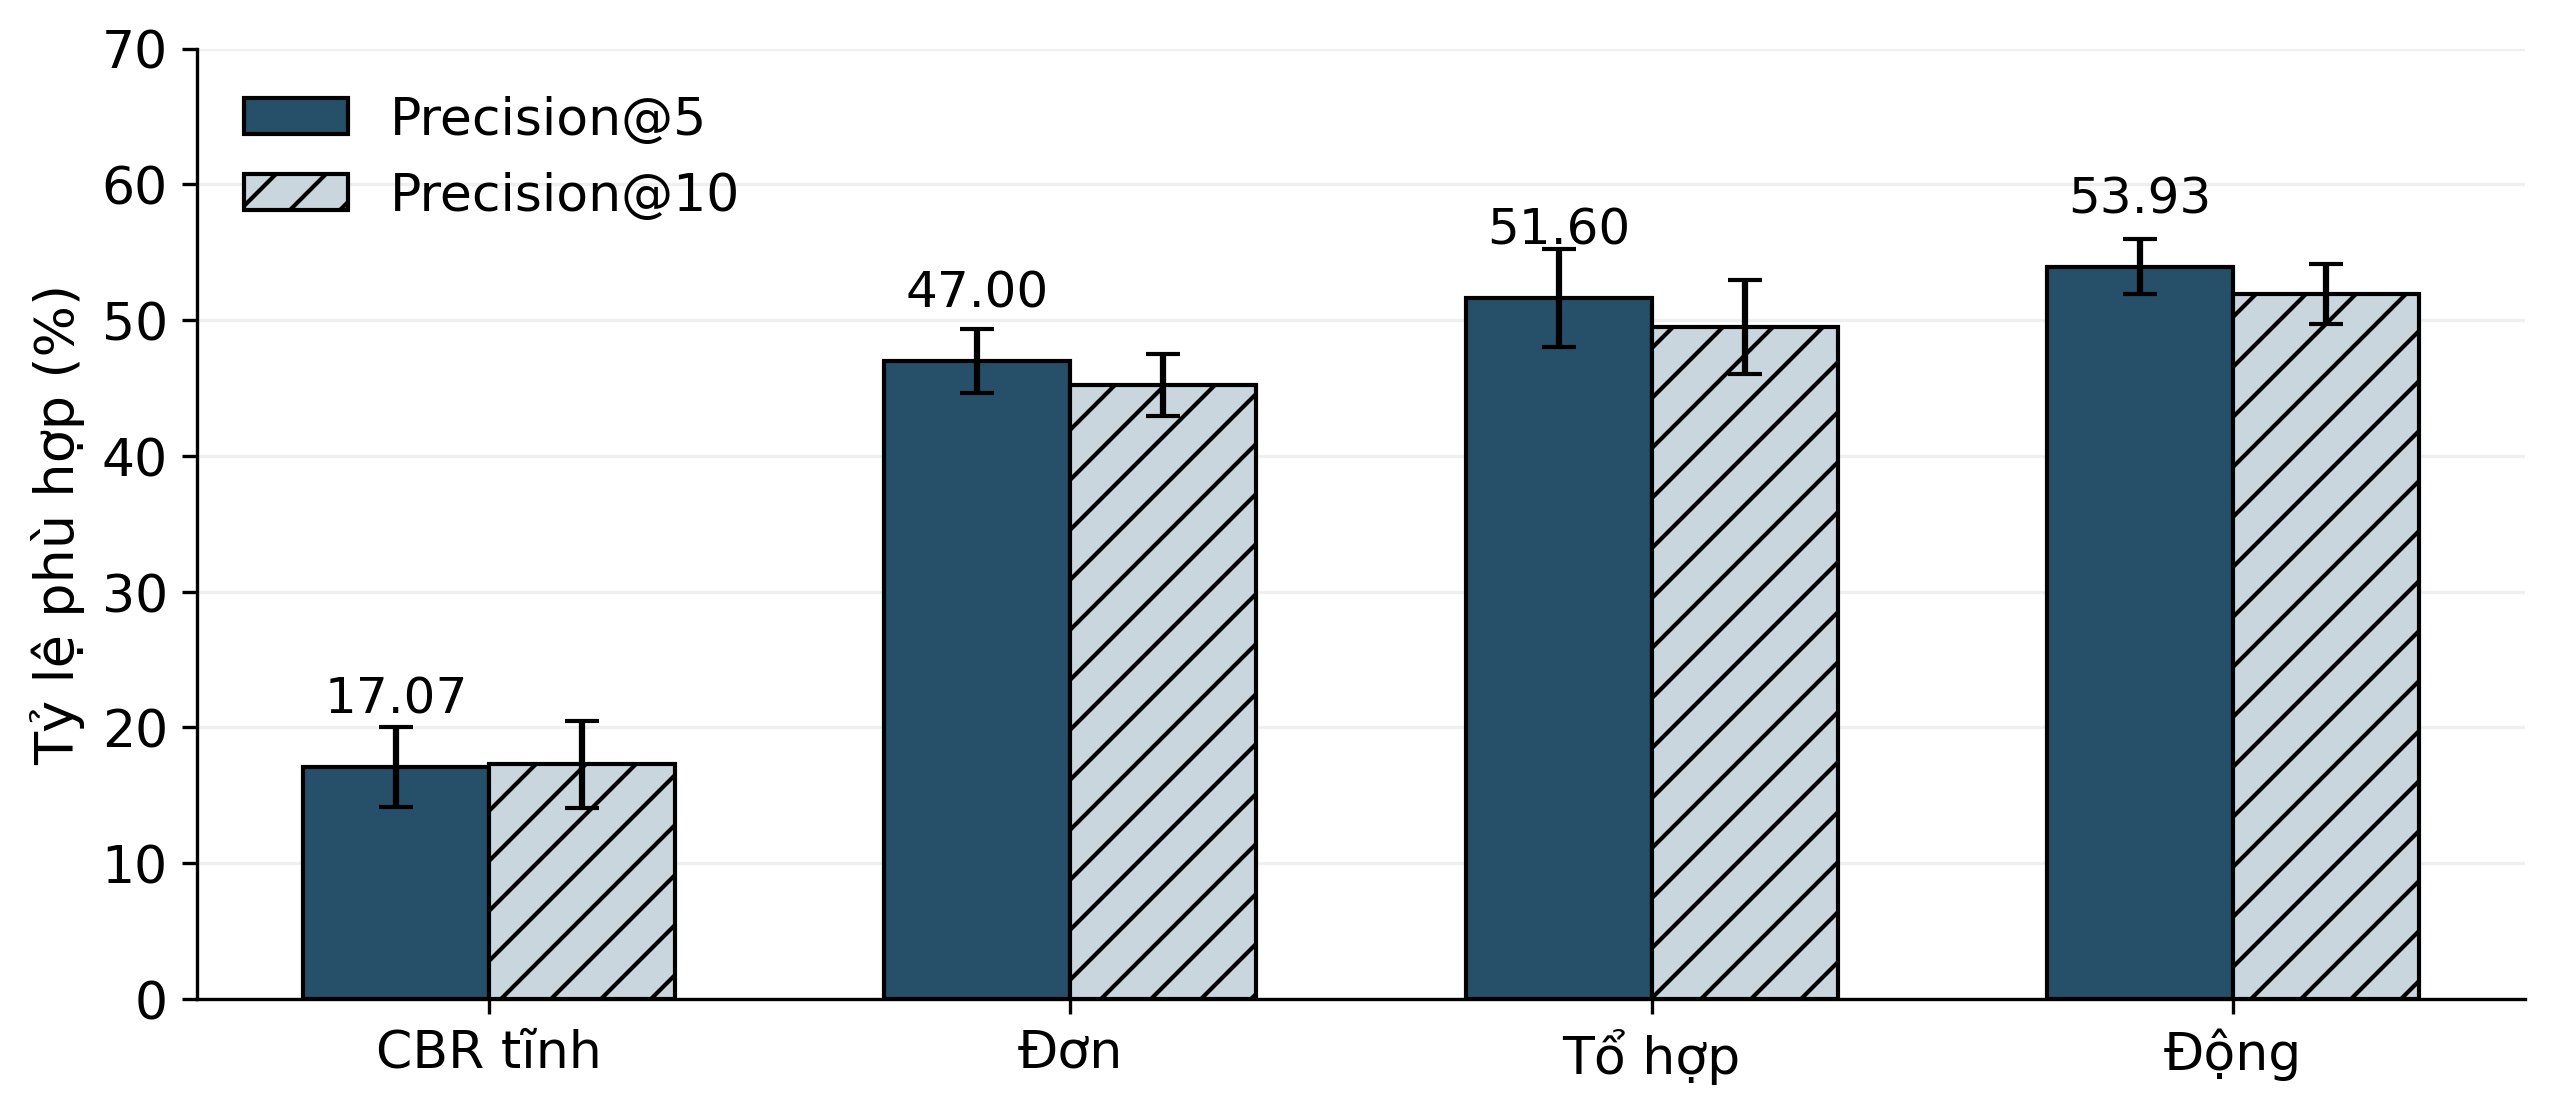 Tỷ lệ phù hợp (%)
70
60
50
40
30
20
10
0
Precision@5
Precision@10
17.07
47.00
51.60
53.93
CBR tĩnh
Đơn
Tổ hợp
Động